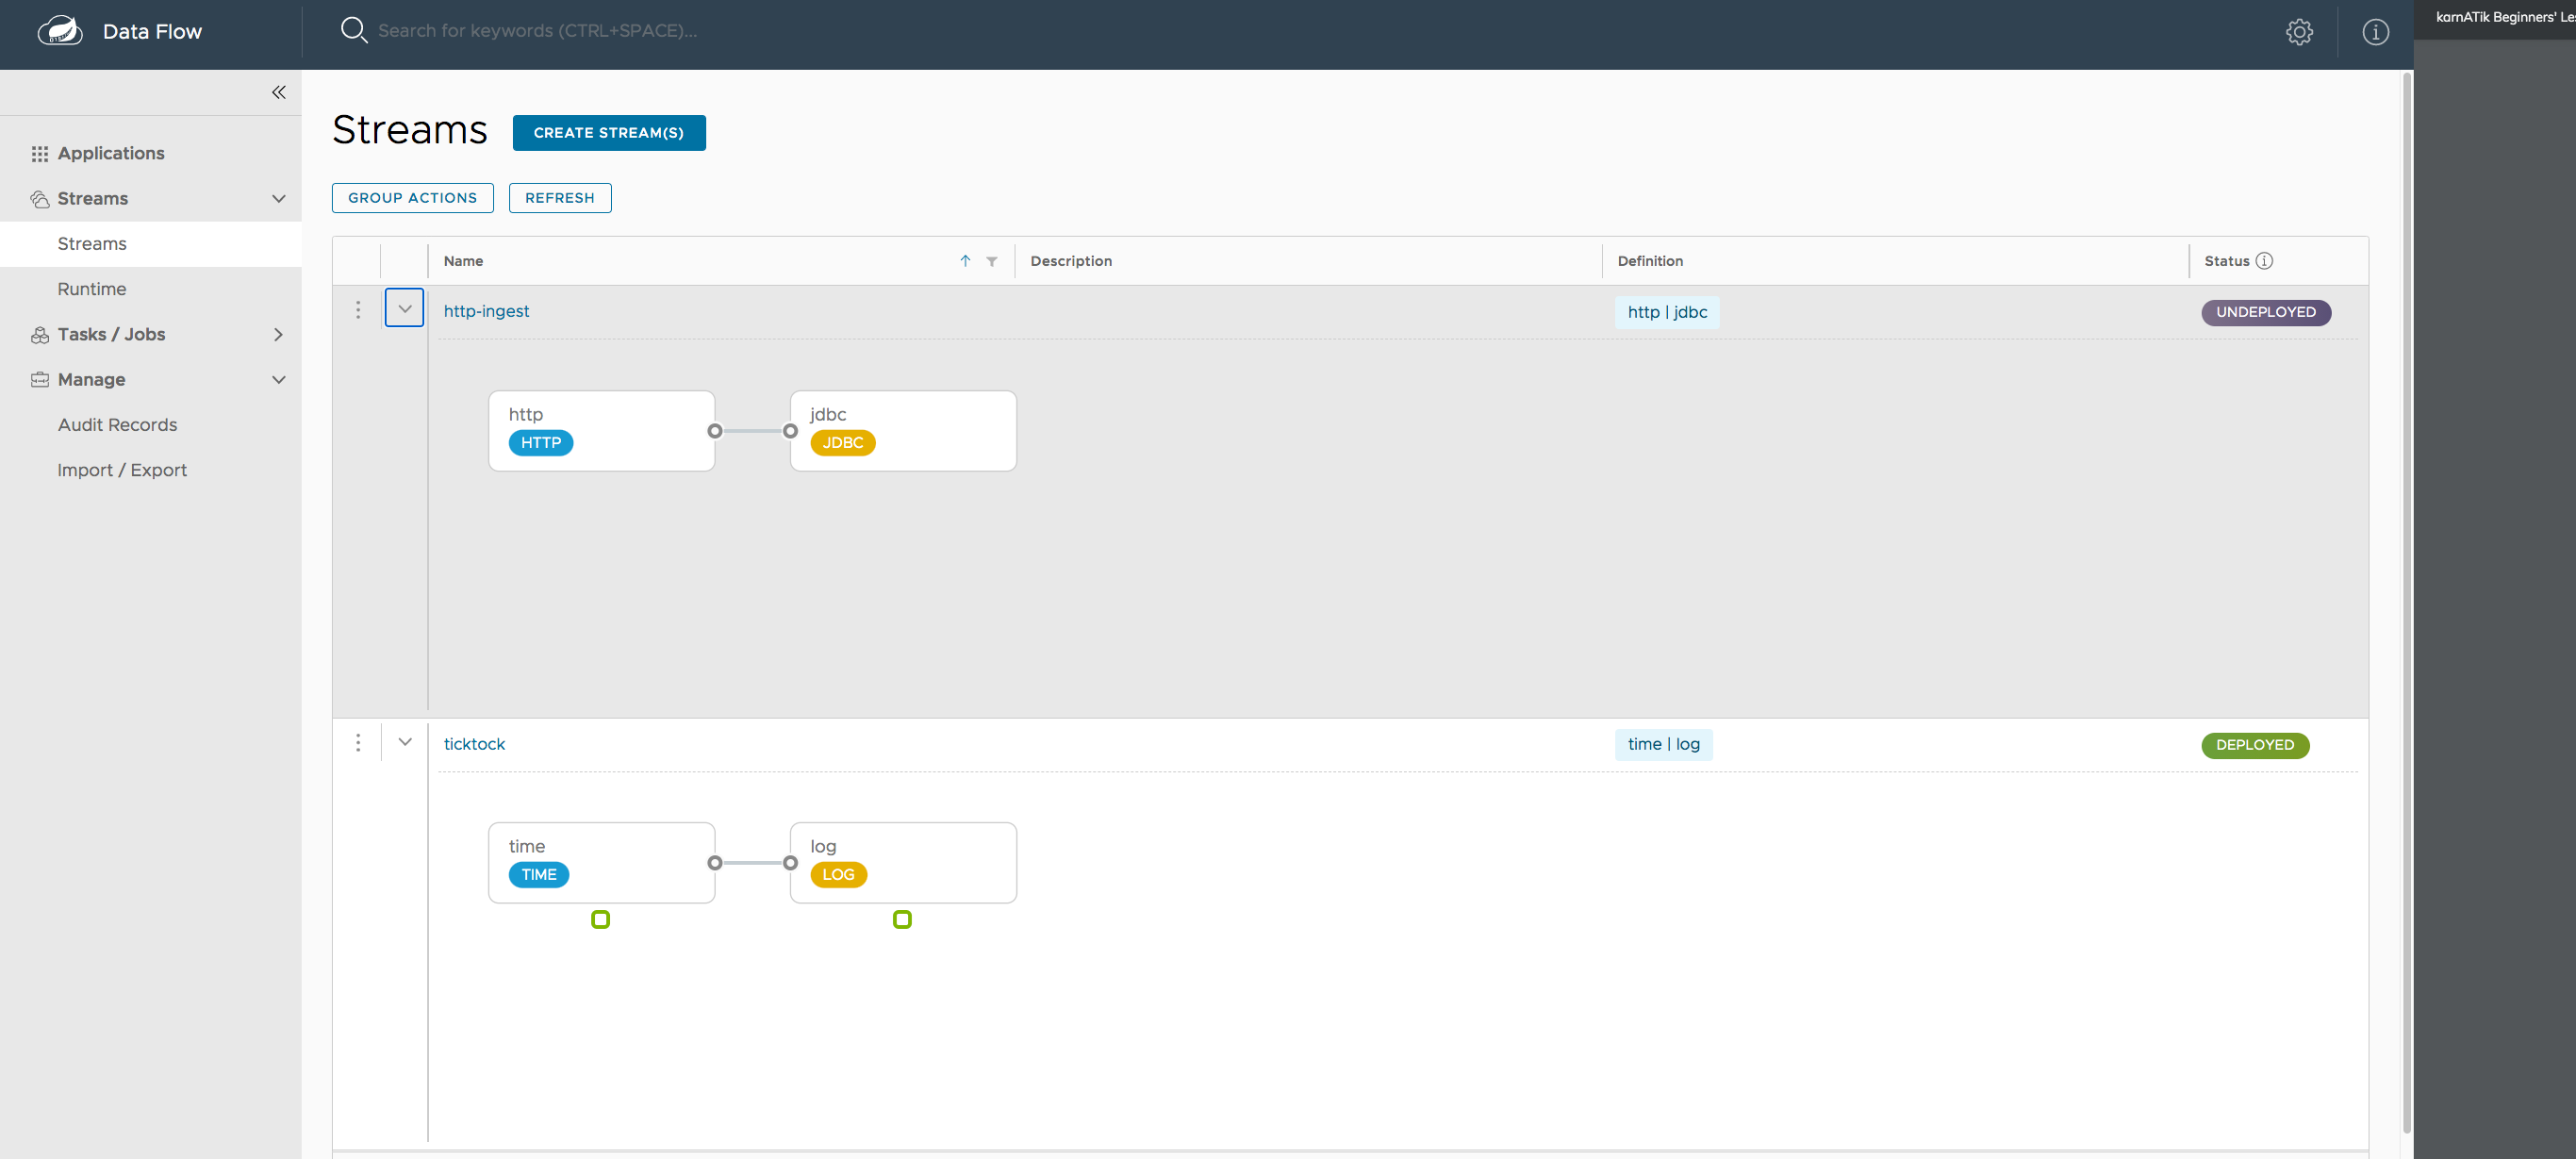 Data Flow
Search for keywords (CTRL+SPACE)...
karnATik Beginners' Le
Applications
Streams
Streams
Runtime
Tasks / Jobs
Manage
Audit Records
Import / Export
Streams
CREATE STREAM(S)
GROUP ACTIONS
REFRESH
Name
Description
Definition
Status
http-ingest
http | jdbc
UNDEPLOYED
http
HTTP
jdbc
JDBC
ticktock
time | log
DEPLOYED
time
TIME
log
LOG